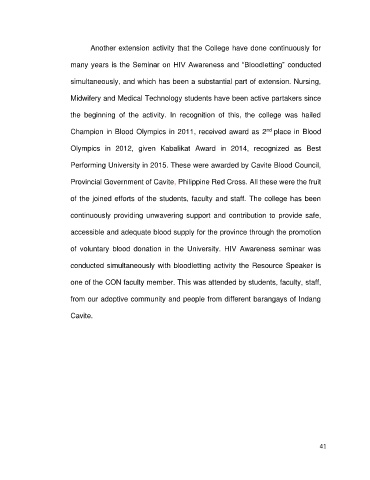 Another extension activity that the College have done continuously for
many years is the Seminar on HIV Awareness and “Bloodletting” conducted
simultaneously, and which has been a substantial part of extension. Nursing,
Midwifery and Medical Technology students have been active partakers since
the beginning of the activity. In recognition of this, the college was hailed
Champion in Blood Olympics in 2011, received award as 2nd place in Blood
Olympics in 2012, given Kabalikat Award in 2014, recognized as Best
Performing University in 2015. These were awarded by Cavite Blood Council,
Provincial Government of Cavite, Philippine Red Cross. All these were the fruit
of the joined efforts of the students, faculty and staff. The college has been
continuously providing unwavering support and contribution to provide safe,
accessible and adequate blood supply for the province through the promotion
of voluntary blood donation in the University. HIV Awareness seminar was
conducted simultaneously with bloodletting activity the Resource Speaker is
one of the CON faculty member. This was attended by students, faculty, staff,
from our adoptive community and people from different barangays of Indang
Cavite.
41